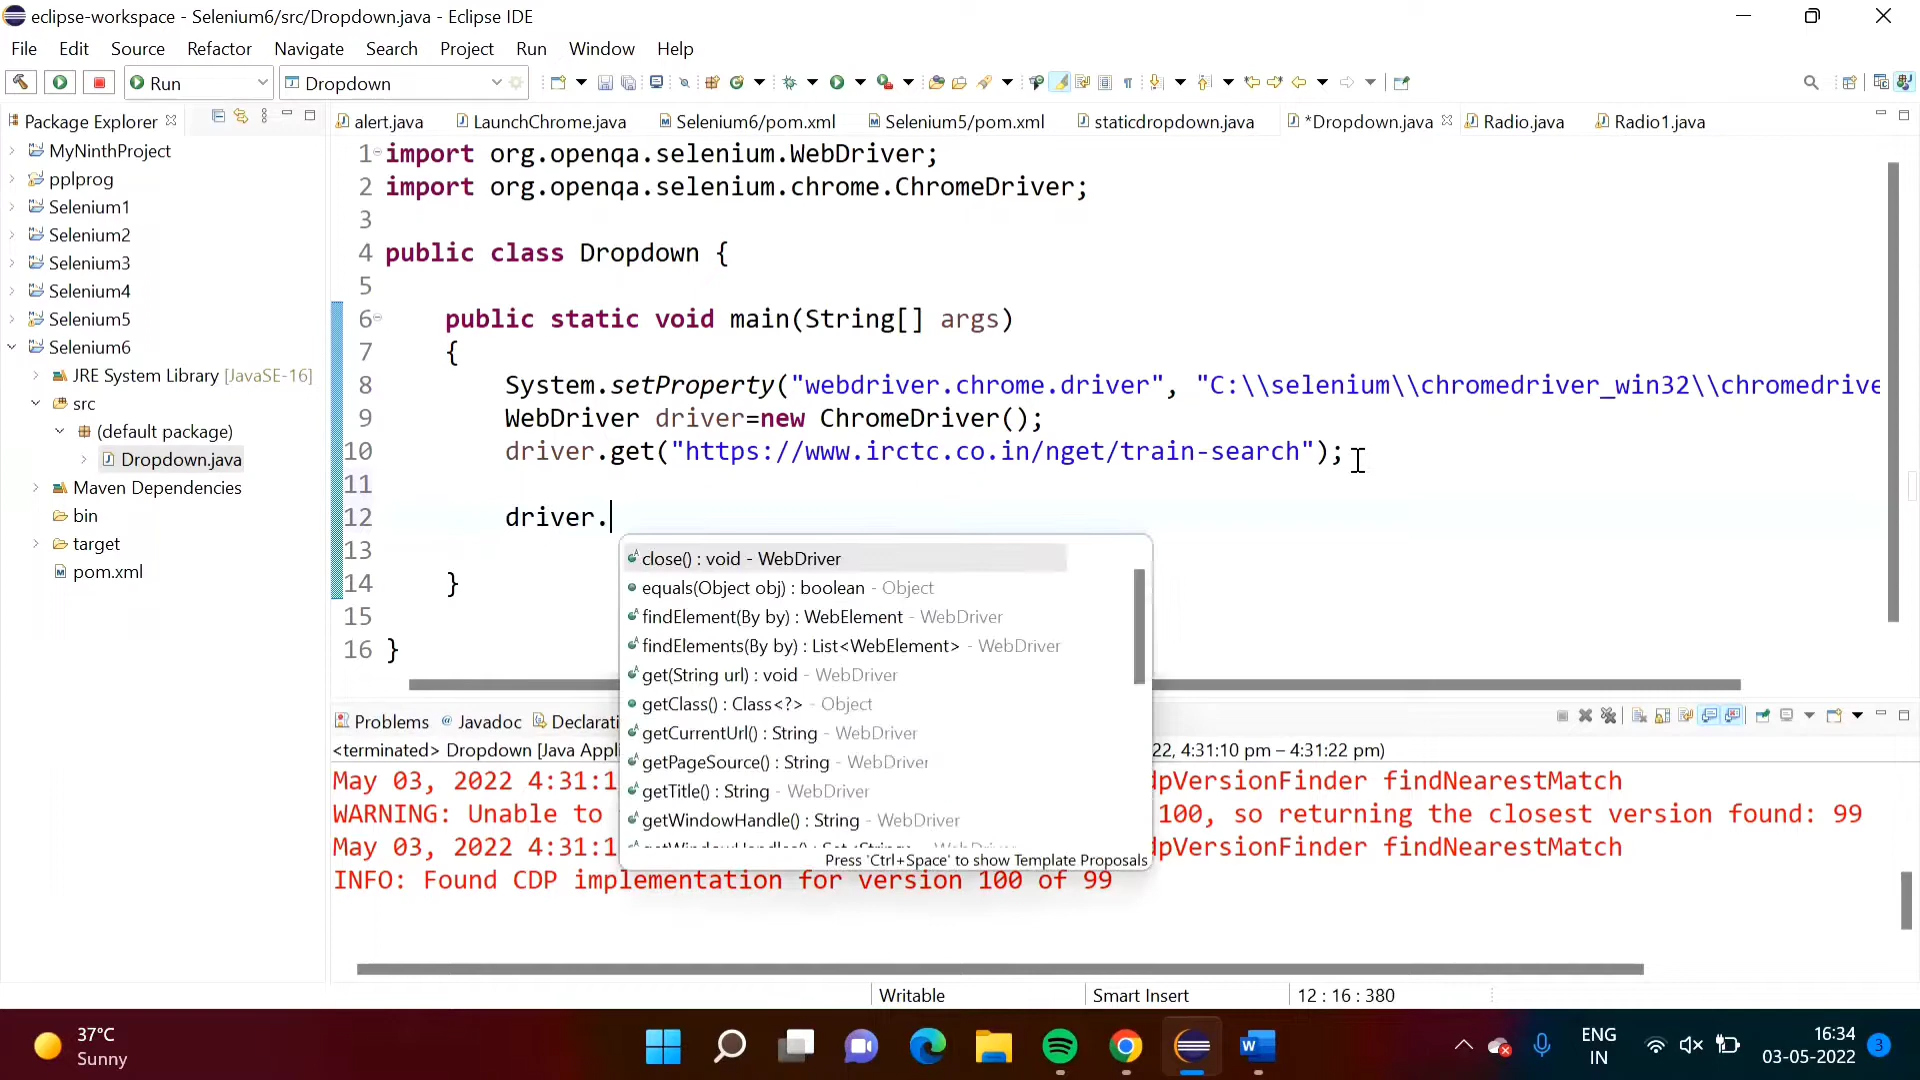 eclipse-workspace - Selenium6/src/Dropdown.java - Eclipse IDE
File Edit Source Refactor Navigate Search Project Run Window Help
Run Dropdown
Package Explorer
alert.java LaunchChrome.java Selenium6/pom.xml Selenium5/pom.xml staticdropdown.java *Dropdown.java Radio.java Radio1.java
MyNinthProject
pplprog
Selenium1
Selenium2
Selenium3
Selenium4
Selenium5
Selenium6
JRE System Library [JavaSE-16]
src
(default package)
Dropdown.java
Maven Dependencies
bin
target
pom.xml
1 import org.openqa.selenium.WebDriver;
2 import org.openqa.selenium.chrome.ChromeDriver;
3
4 public class Dropdown {
5
6 public static void main(String[] args)
7 {
8 System.setProperty("webdriver.chrome.driver", "C:\\selenium\\chromedriver_win32\\chromedrive
9 WebDriver driver=new ChromeDriver();
10 driver.get("https://www.irctc.co.in/nget/train-search");
11
12 driver.
13
14 }
15
16 }
close() : void - WebDriver
equals(Object obj) : boolean - Object
findElement(By by) : WebElement - WebDriver
findElements(By by) : List<WebElement> - WebDriver
get(String url) : void - WebDriver
getClass() : Class<?> - Object
getCurrentUrl() : String - WebDriver
getPageSource() : String - WebDriver
getTitle() : String - WebDriver
getWindowHandle() : String - WebDriver
Press 'Ctrl+Space' to show Template Proposals
Problems Javadoc Declarati
<terminated> Dropdown [Java Appli 22, 4:31:10 pm – 4:31:22 pm)
May 03, 2022 4:31:1 dpVersionFinder findNearestMatch
WARNING: Unable to 100, so returning the closest version found: 99
May 03, 2022 4:31:1 dpVersionFinder findNearestMatch
INFO: Found CDP implementation for version 100 of 99
Writable Smart Insert 12 : 16 : 380
37°C
Sunny
ENG
IN
16:34
03-05-2022
3